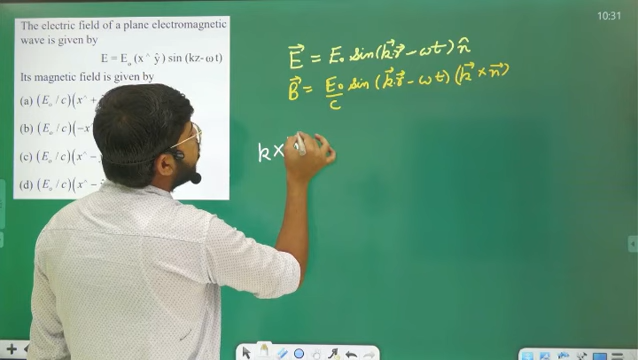 The electric field of a plane electromagnetic
wave is given by
E = E₀ (x^ ŷ) sin (kz-ωt)
Its magnetic field is given by
(a) (E₀ / c)(x^ +
(b) (E₀ / c)(-x
(c) (E₀ / c)(x^ -
(d) (E₀ / c)(x^ -
E⃗ = E₀ sin(k⃗.r⃗ - ωt) n̂
B⃗ = E₀/c sin(k⃗.r⃗ - ωt)(k⃗ × n⃗)
k×
10:31